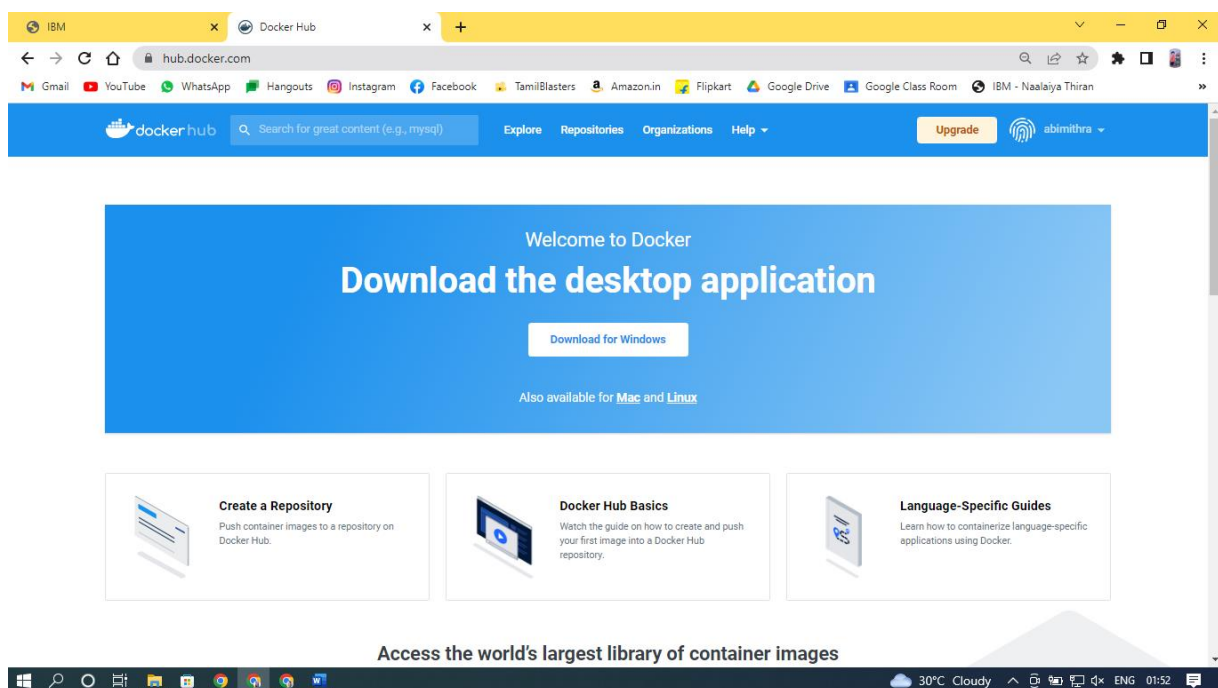 IBM
Docker Hub
hub.docker.com
Gmail YouTube WhatsApp Hangouts Instagram Facebook TamilBlasters Amazon.in Flipkart Google Drive Google Class Room IBM - Naalaiya Thiran »
docker hub Search for great content (e.g., mysql) Explore Repositories Organizations Help Upgrade abimithra
Welcome to Docker
Download the desktop application
Download for Windows
Also available for Mac and Linux
Create a Repository
Push container images to a repository on
Docker Hub.
Docker Hub Basics
Watch the guide on how to create and push
your first image into a Docker Hub
repository.
Language-Specific Guides
Learn how to containerize language-specific
applications using Docker.
Access the world's largest library of container images
30°C Cloudy ENG 01:52